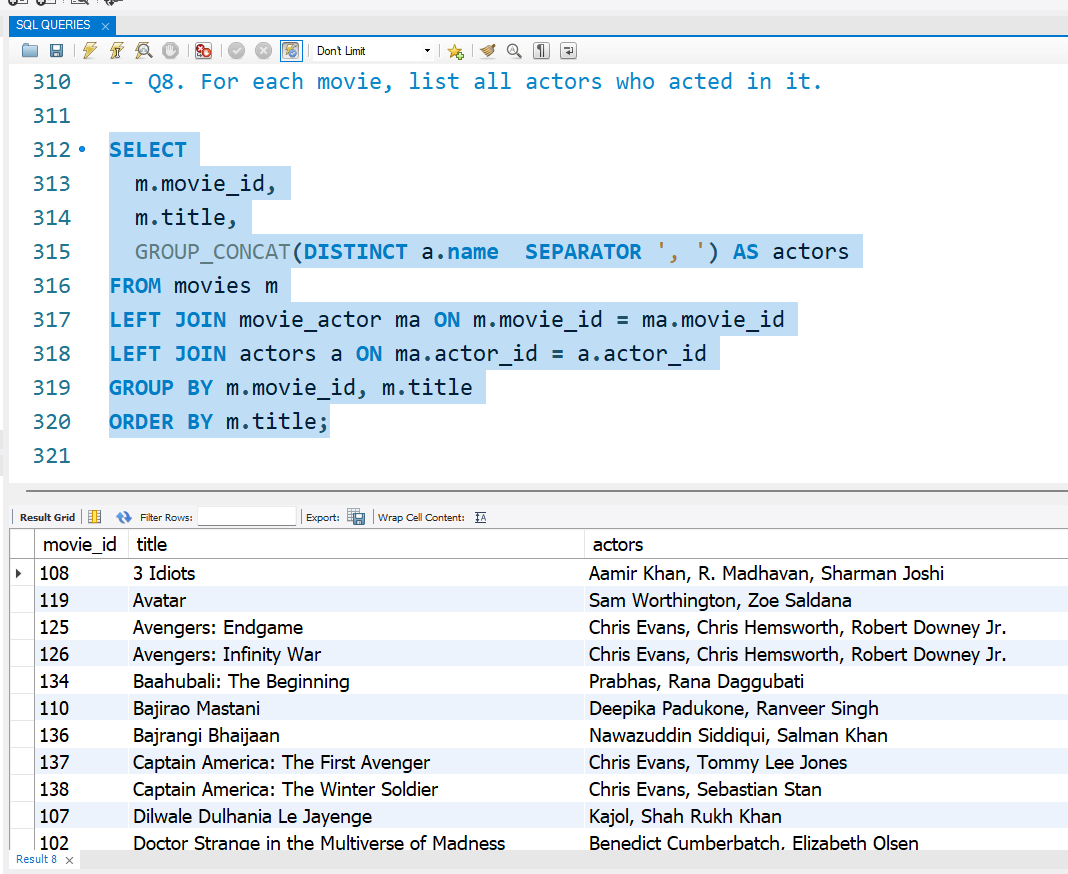 SQL QUERIES
Don't Limit
310 -- Q8. For each movie, list all actors who acted in it.
311
312 SELECT
313 m.movie_id,
314 m.title,
315 GROUP_CONCAT(DISTINCT a.name  SEPARATOR ', ') AS actors
316 FROM movies m
317 LEFT JOIN movie_actor ma ON m.movie_id = ma.movie_id
318 LEFT JOIN actors a ON ma.actor_id = a.actor_id
319 GROUP BY m.movie_id, m.title
320 ORDER BY m.title;
321
Result Grid Filter Rows: Export: Wrap Cell Content:
movie_id title actors
108 3 Idiots Aamir Khan, R. Madhavan, Sharman Joshi
119 Avatar Sam Worthington, Zoe Saldana
125 Avengers: Endgame Chris Evans, Chris Hemsworth, Robert Downey Jr.
126 Avengers: Infinity War Chris Evans, Chris Hemsworth, Robert Downey Jr.
134 Baahubali: The Beginning Prabhas, Rana Daggubati
110 Bajirao Mastani Deepika Padukone, Ranveer Singh
136 Bajrangi Bhaijaan Nawazuddin Siddiqui, Salman Khan
137 Captain America: The First Avenger Chris Evans, Tommy Lee Jones
138 Captain America: The Winter Soldier Chris Evans, Sebastian Stan
107 Dilwale Dulhania Le Jayenge Kajol, Shah Rukh Khan
102 Doctor Strange in the Multiverse of Madness Benedict Cumberbatch, Elizabeth Olsen
Result 8